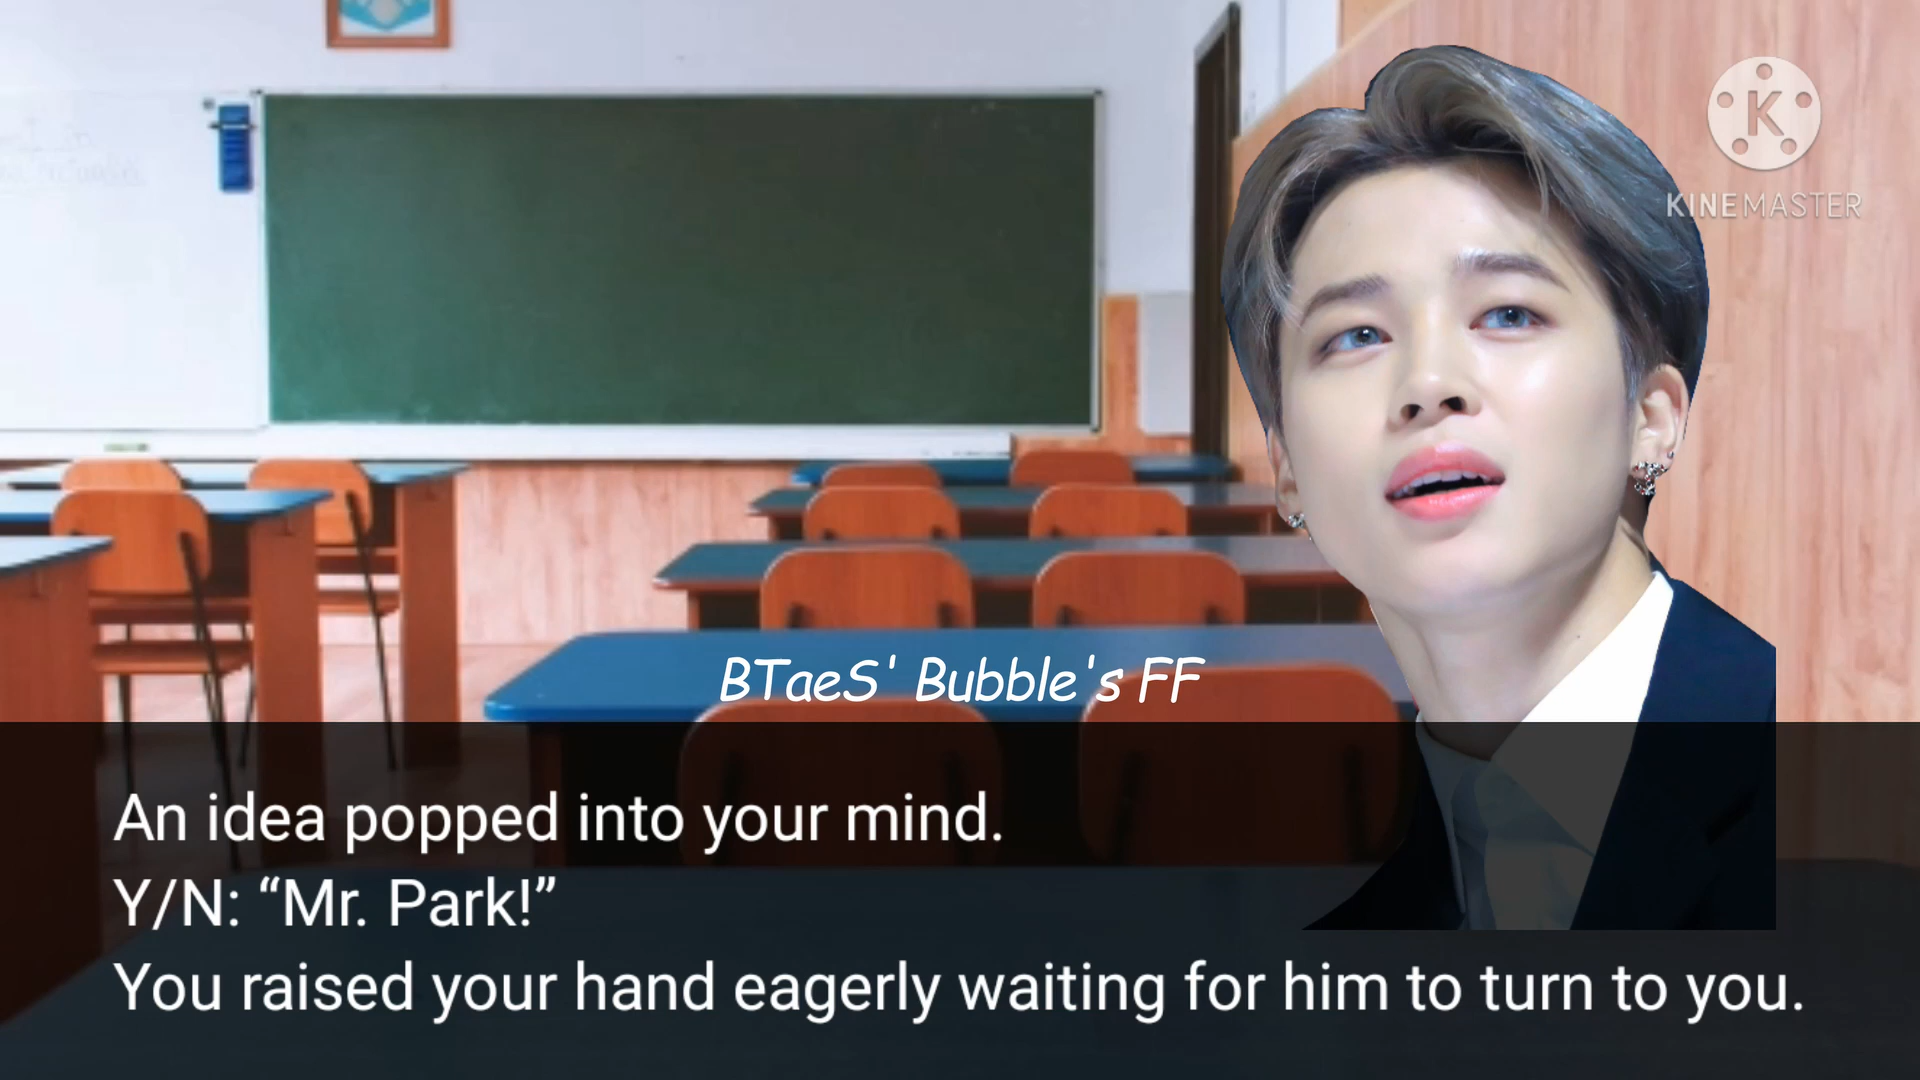 K
KINEMASTER
BTaeS' Bubble's FF
An idea popped into your mind.
Y/N: “Mr. Park!”
You raised your hand eagerly waiting for him to turn to you.